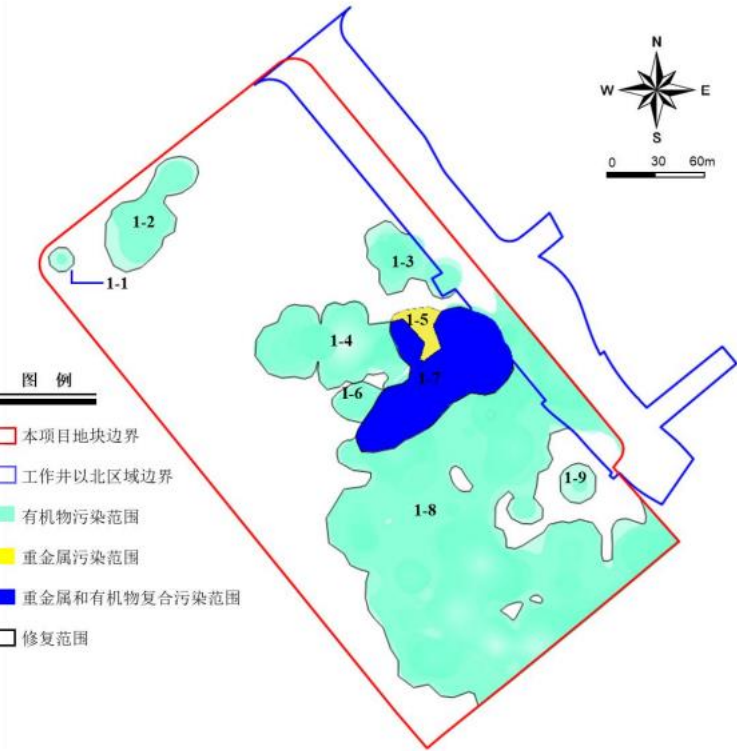 N
W E
S
0 30 60m
1-2
1-3
1-1
1-5
1-4
1-7
1-6
1-9
1-8
图 例
本项目地块边界
工作井以北区域边界
有机物污染范围
重金属污染范围
重金属和有机物复合污染范围
修复范围